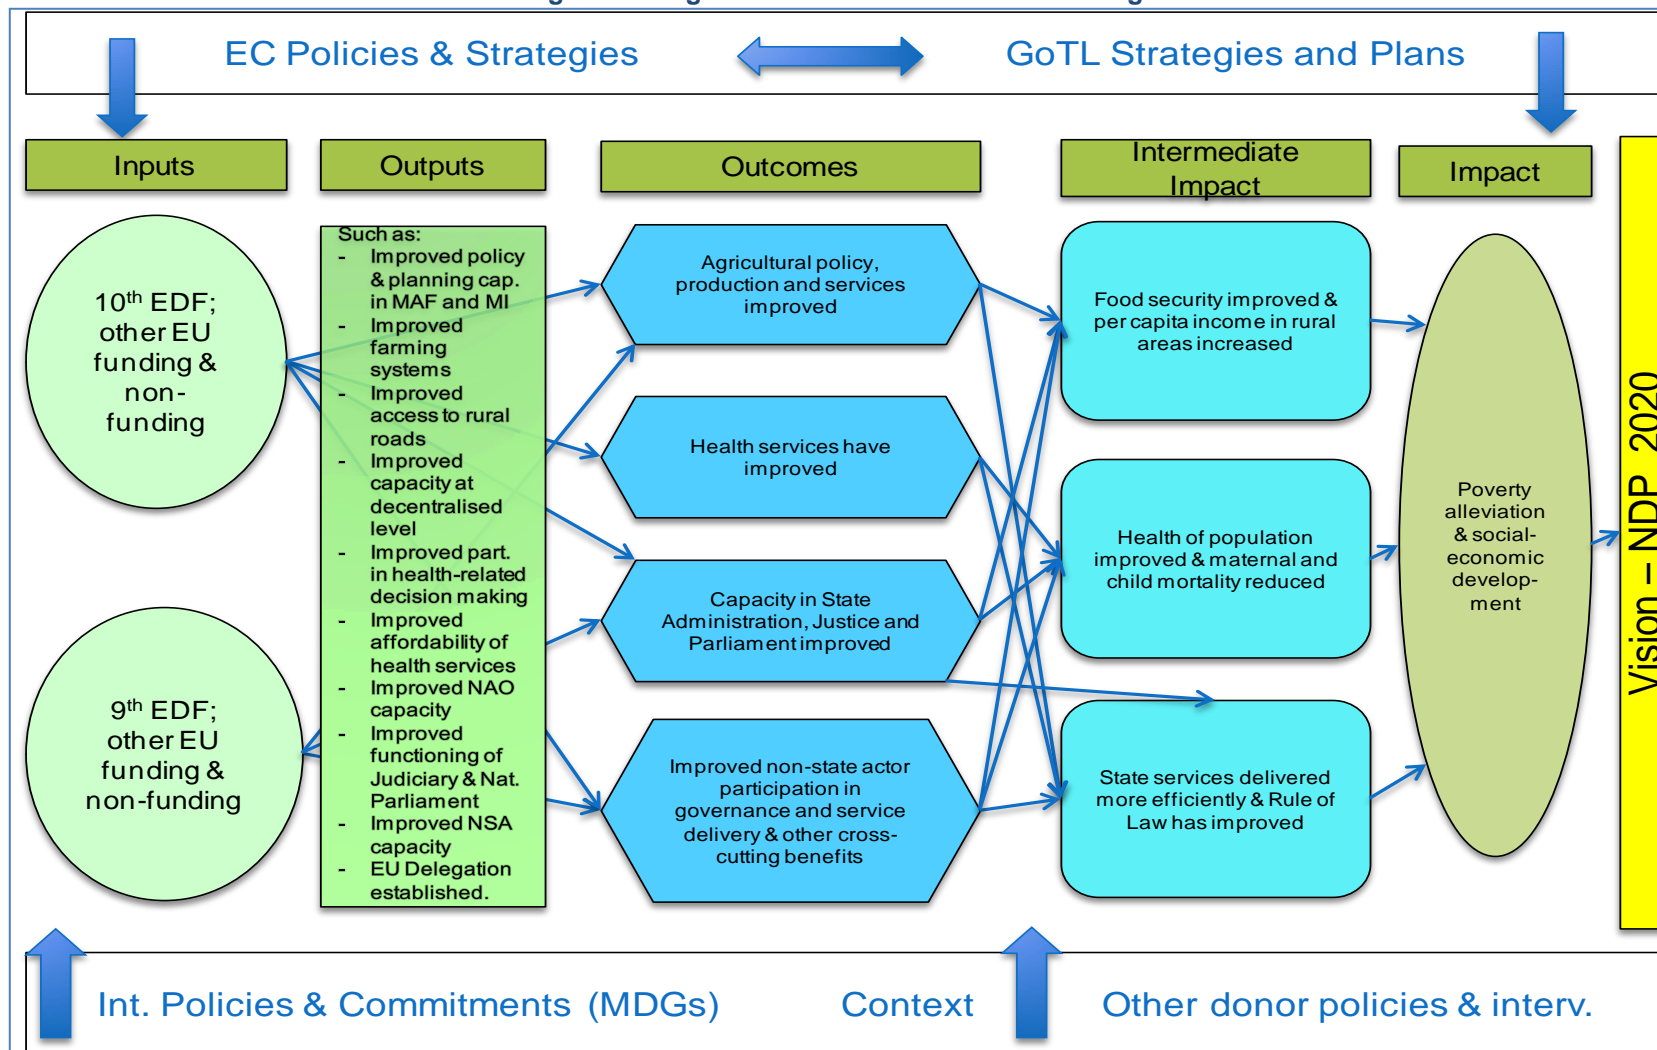 EC Policies & Strategies
GoTL Strategies and Plans
Inputs
Outputs
Outcomes
Intermediate
Impact
Impact
10th EDF;
other EU
funding &
non-
funding
9th EDF;
other EU
funding &
non-funding
Such as:
- Improved policy
& planning cap.
in MAF and MI
- Improved
farming
systems
- Improved
access to rural
roads
- Improved
capacity at
decentralised
level
- Improved part.
in health-related
decision making
- Improved
affordability of
health services
- Improved NAO
capacity
- Improved
functioning of
Judiciary & Nat.
Parliament
- Improved NSA
capacity
- EU Delegation
established.
Agricultural policy,
production and services
improved
Health services have
improved
Capacity in State
Administration, Justice and
Parliament improved
Improved non-state actor
participation in
governance and service
delivery & other cross-
cutting benefits
Food security improved &
per capita income in rural
areas increased
Health of population
improved & maternal and
child mortality reduced
State services delivered
more efficiently & Rule of
Law has improved
Poverty
alleviation
& social-
economic
develop-
ment
Vision – NDP 2020
Int. Policies & Commitments (MDGs)
Context
Other donor policies & interv.